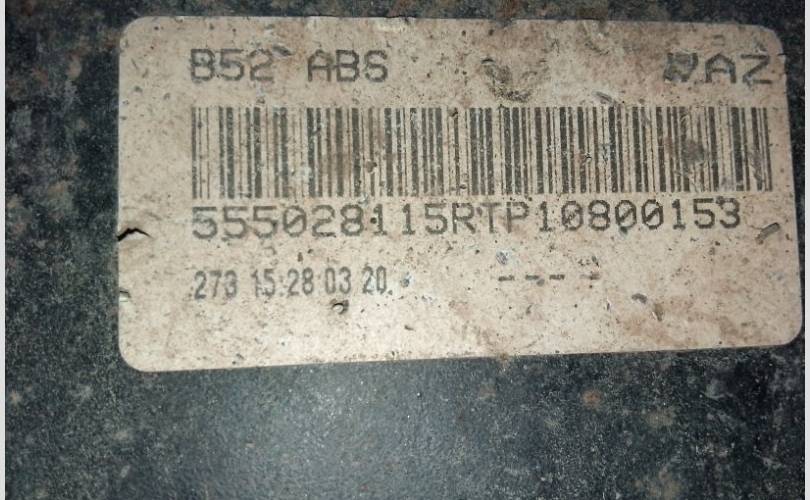 B52 ABS
555028115RTP10800153
273 15:28 03 20
----